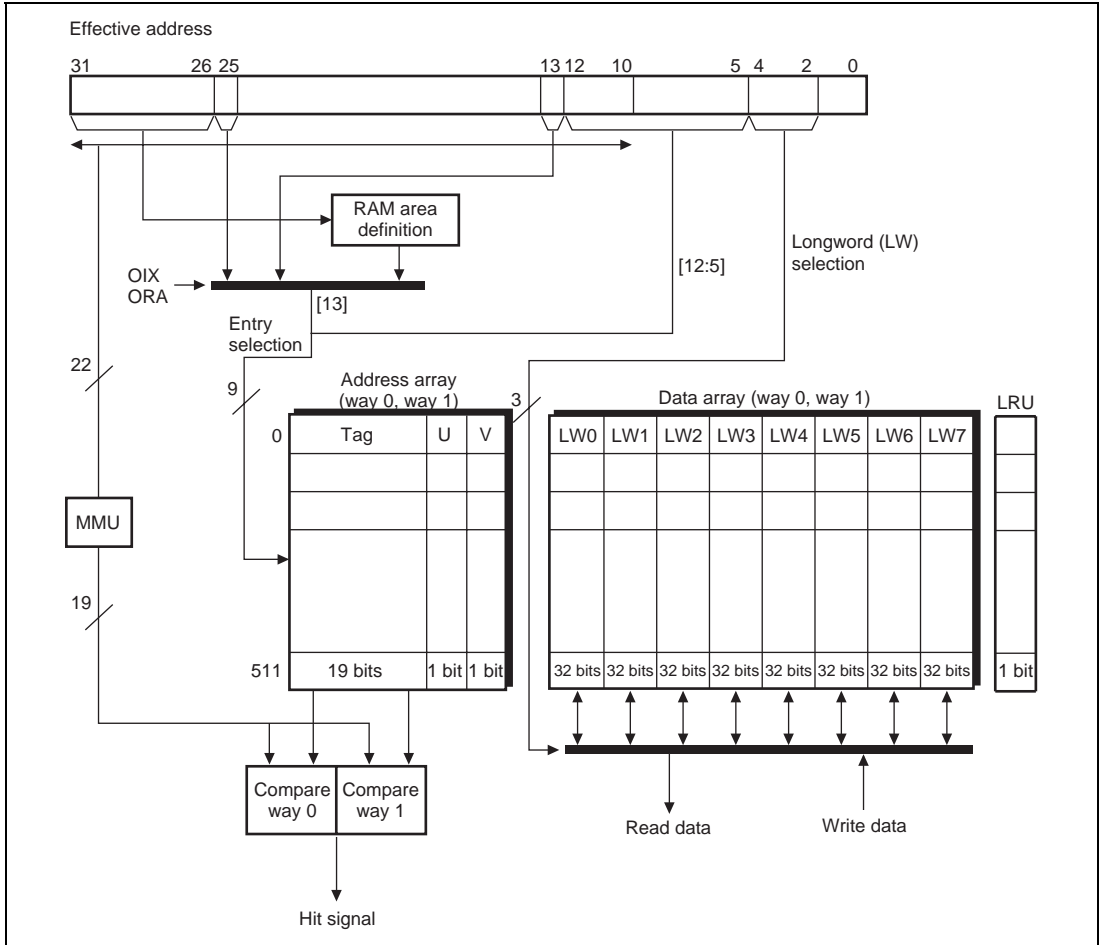 Effective address
31 26 25 13 12 10 5 4 2 0
RAM area
definition
Longword (LW)
selection
[12:5]
OIX
ORA
[13]
Entry
selection
22
9
Address array
(way 0, way 1)
3
Data array (way 0, way 1)
LRU
0 Tag U V LW0 LW1 LW2 LW3 LW4 LW5 LW6 LW7
MMU
19
511 19 bits 1 bit 1 bit 32 bits 32 bits 32 bits 32 bits 32 bits 32 bits 32 bits 32 bits 1 bit
Compare
way 0
Compare
way 1
Read data
Write data
Hit signal